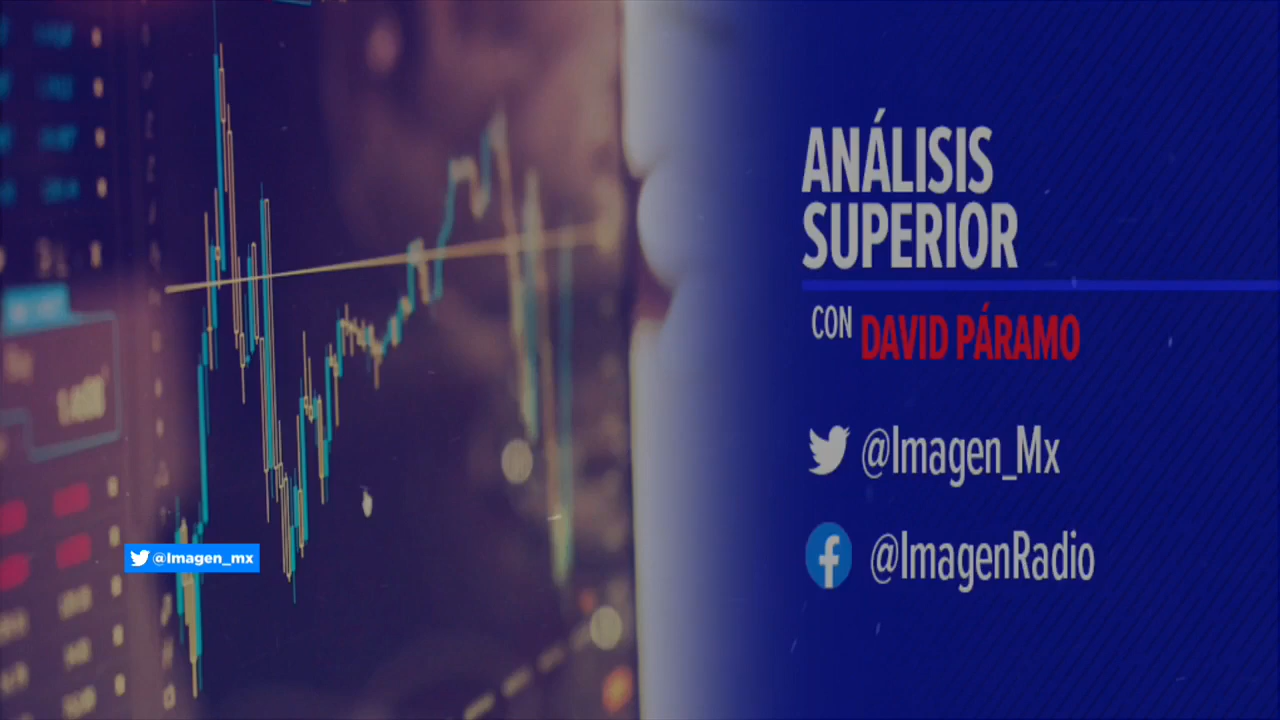 ANÁLISIS
SUPERIOR
CON DAVID PÁRAMO
@Imagen_Mx
@ImagenRadio
@Imagen_mx